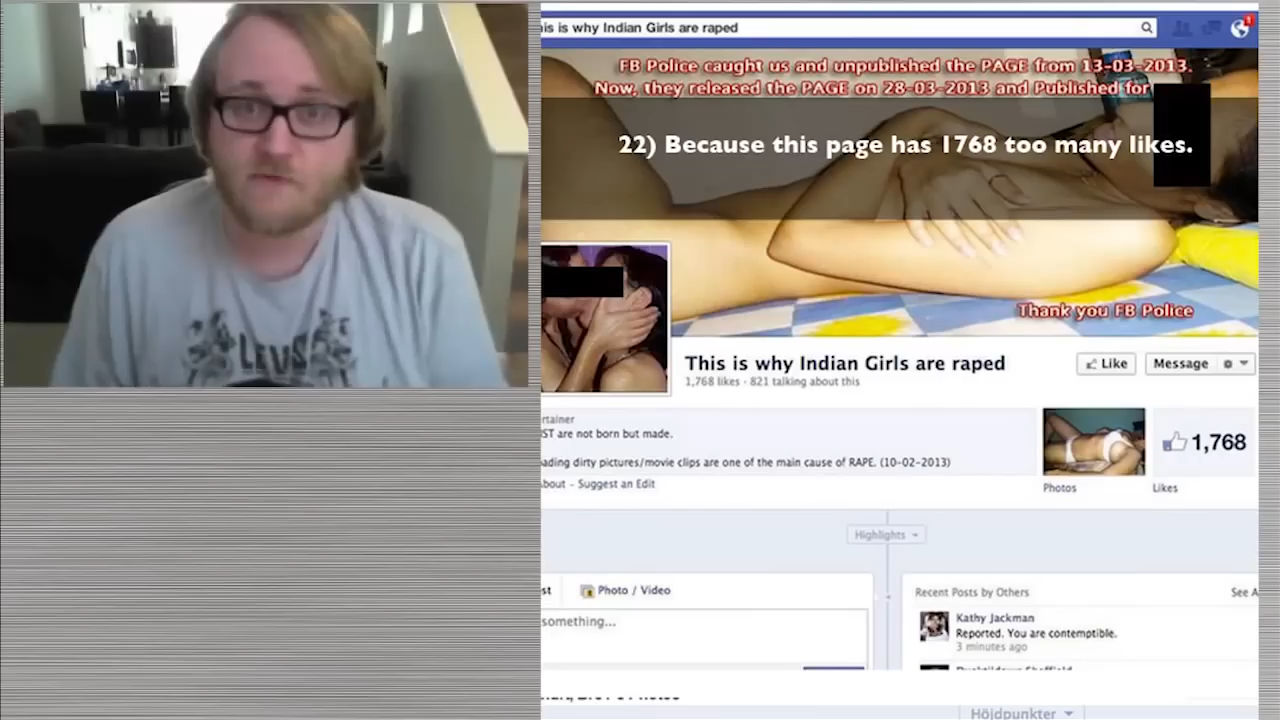 LEVIS
is is why Indian Girls are raped
1
FB Police caught us and unpublished the PAGE from 13-03-2013.
Now, they released the PAGE on 28-03-2013 and Published for
22) Because this page has 1768 too many likes.
Thank you FB Police
This is why Indian Girls are raped
1,768 likes · 821 talking about this
Like
Message
rtainer
ST are not born but made.
ading dirty pictures/movie clips are one of the main cause of RAPE. (10-02-2013)
bout – Suggest an Edit
Photos
1,768
Likes
Highlights
st
Photo / Video
something...
Recent Posts by Others
See A
Kathy Jackman
Reported. You are contemptible.
3 minutes ago
Höjdpunkter